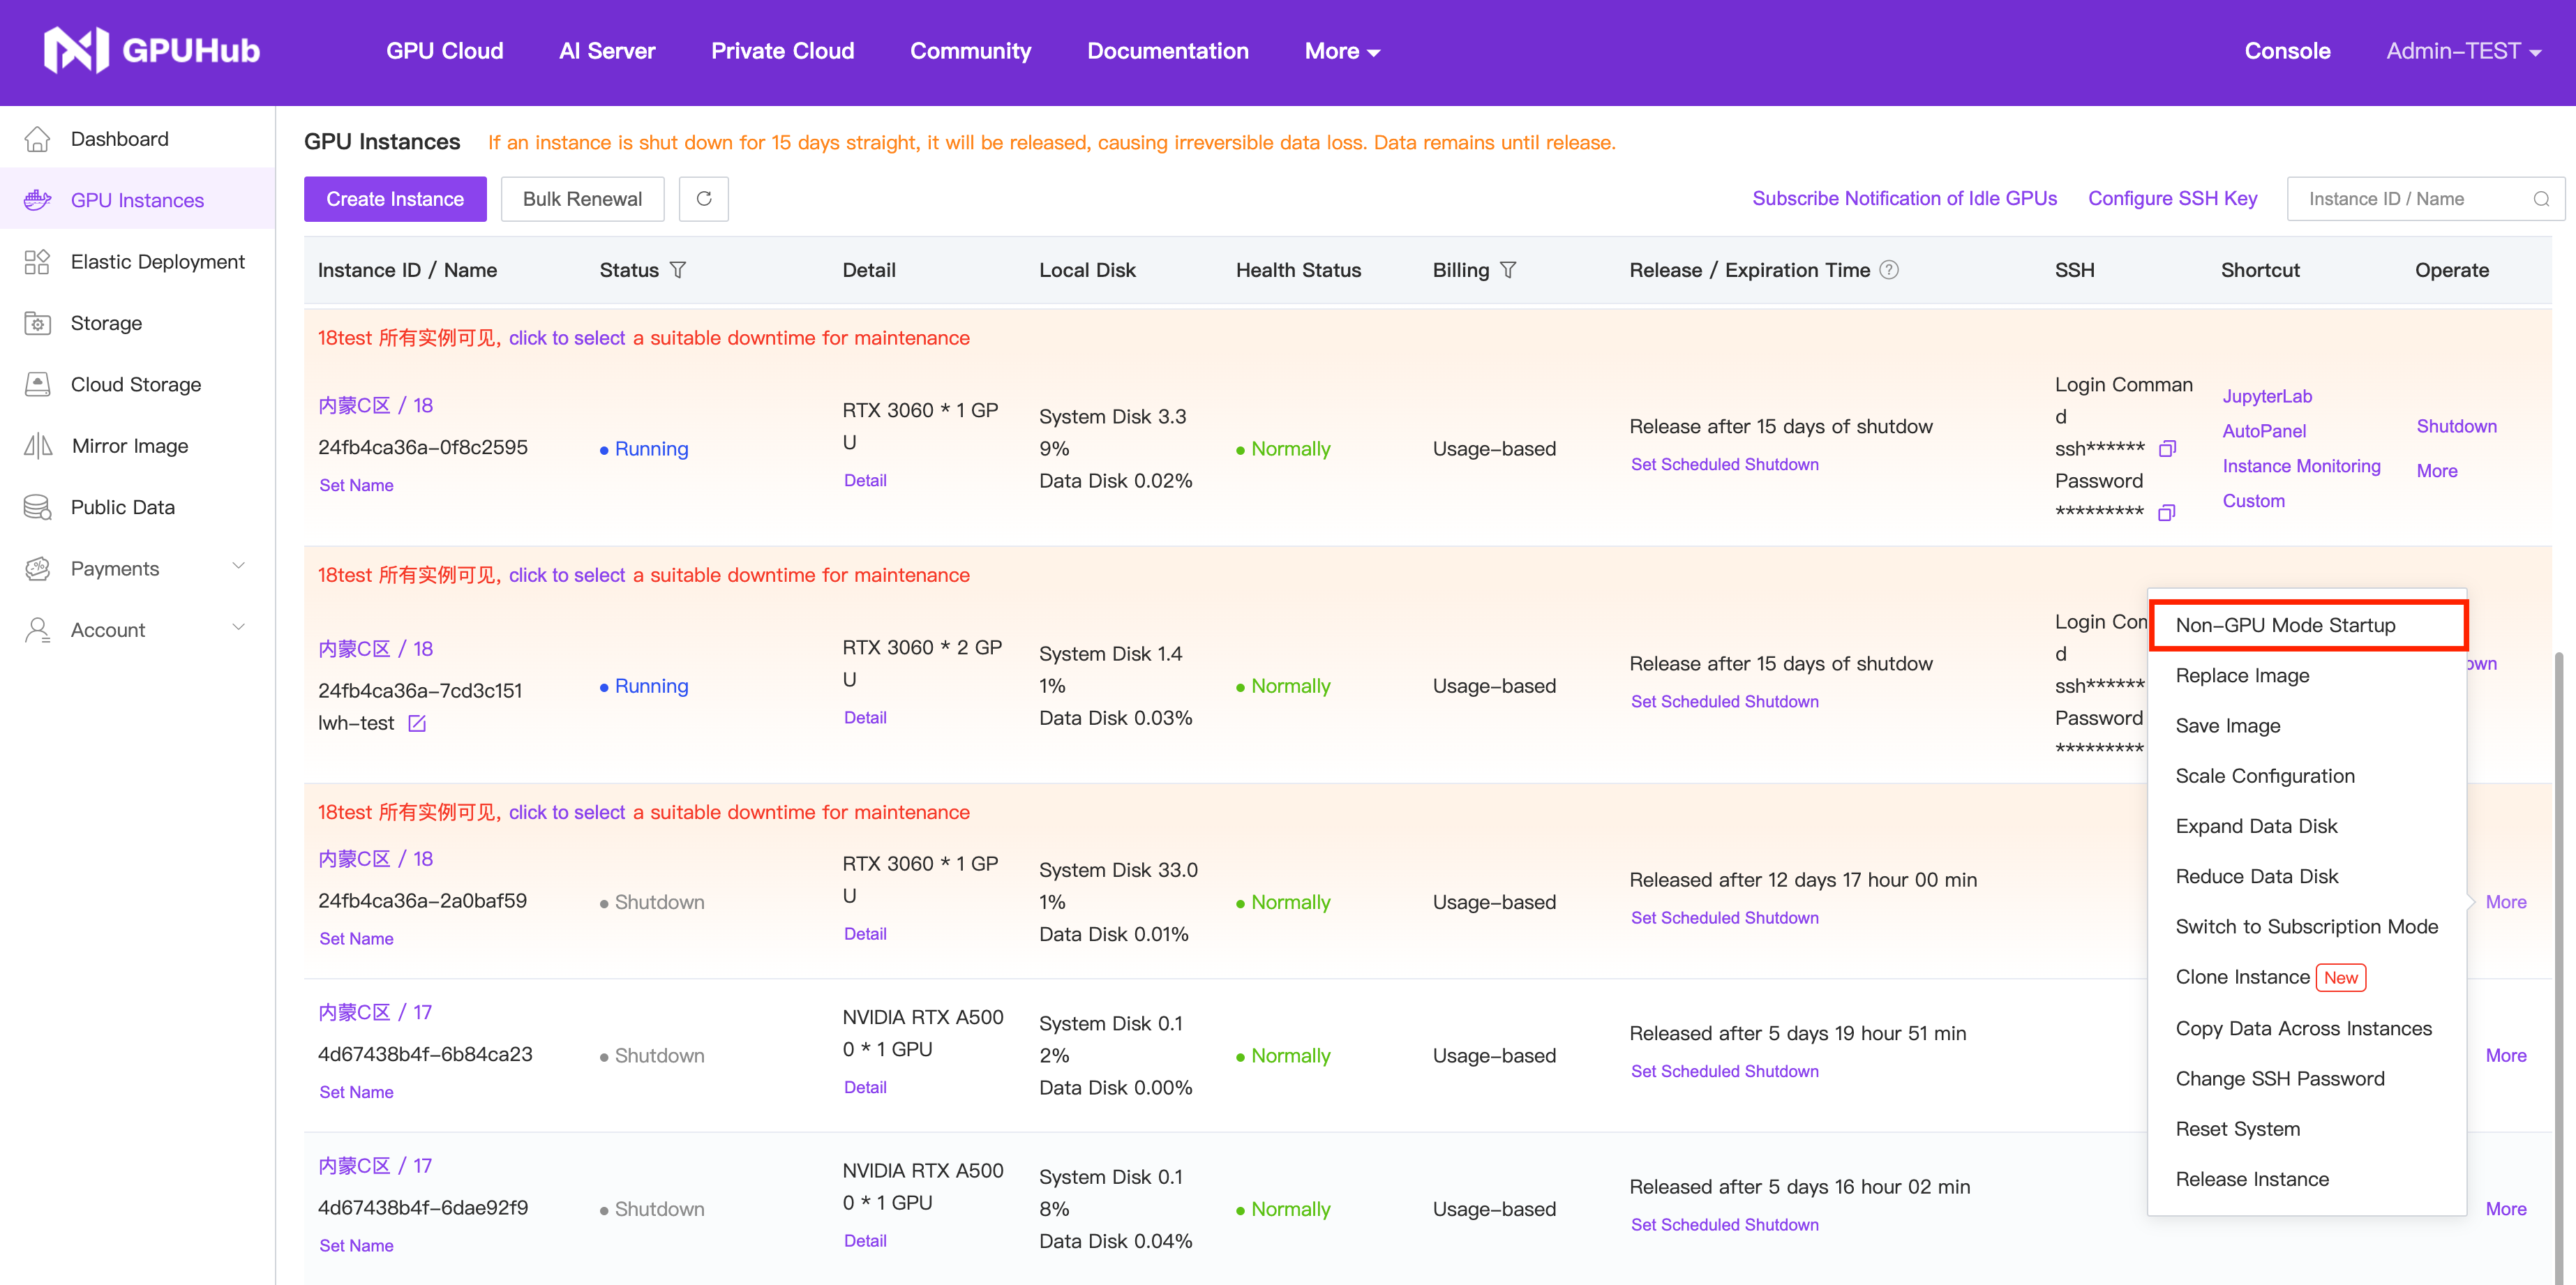 GPUHub
GPU Cloud
AI Server
Private Cloud
Community
Documentation
More
Console
Admin-TEST
Dashboard
GPU Instances
Elastic Deployment
Storage
Cloud Storage
Mirror Image
Public Data
Payments
Account
GPU Instances
If an instance is shut down for 15 days straight, it will be released, causing irreversible data loss. Data remains until release.
Create Instance
Bulk Renewal
Subscribe Notification of Idle GPUs
Configure SSH Key
Instance ID / Name
Instance ID / Name
Status
Detail
Local Disk
Health Status
Billing
Release / Expiration Time
SSH
Shortcut
Operate
18test 所有实例可见, click to select a suitable downtime for maintenance
内蒙C区 / 18
24fb4ca36a-0f8c2595
Set Name
Running
RTX 3060 * 1 GP
U
Detail
System Disk 3.3
9%
Data Disk 0.02%
Normally
Usage-based
Release after 15 days of shutdow
Set Scheduled Shutdown
Login Comman
d
ssh******
Password
*********
JupyterLab
AutoPanel
Instance Monitoring
Custom
Shutdown
More
18test 所有实例可见, click to select a suitable downtime for maintenance
内蒙C区 / 18
24fb4ca36a-7cd3c151
lwh-test
Running
RTX 3060 * 2 GP
U
Detail
System Disk 1.4
1%
Data Disk 0.03%
Normally
Usage-based
Release after 15 days of shutdow
Set Scheduled Shutdown
Login Con
d
ssh******
Password
*********
own
18test 所有实例可见, click to select a suitable downtime for maintenance
内蒙C区 / 18
24fb4ca36a-2a0baf59
Set Name
Shutdown
RTX 3060 * 1 GP
U
Detail
System Disk 33.0
1%
Data Disk 0.01%
Normally
Usage-based
Released after 12 days 17 hour 00 min
Set Scheduled Shutdown
More
内蒙C区 / 17
4d67438b4f-6b84ca23
Set Name
Shutdown
NVIDIA RTX A500
0 * 1 GPU
Detail
System Disk 0.1
2%
Data Disk 0.00%
Normally
Usage-based
Released after 5 days 19 hour 51 min
Set Scheduled Shutdown
More
内蒙C区 / 17
4d67438b4f-6dae92f9
Set Name
Shutdown
NVIDIA RTX A500
0 * 1 GPU
Detail
System Disk 0.1
8%
Data Disk 0.04%
Normally
Usage-based
Released after 5 days 16 hour 02 min
Set Scheduled Shutdown
More
Non-GPU Mode Startup
Replace Image
Save Image
Scale Configuration
Expand Data Disk
Reduce Data Disk
Switch to Subscription Mode
Clone Instance New
Copy Data Across Instances
Change SSH Password
Reset System
Release Instance